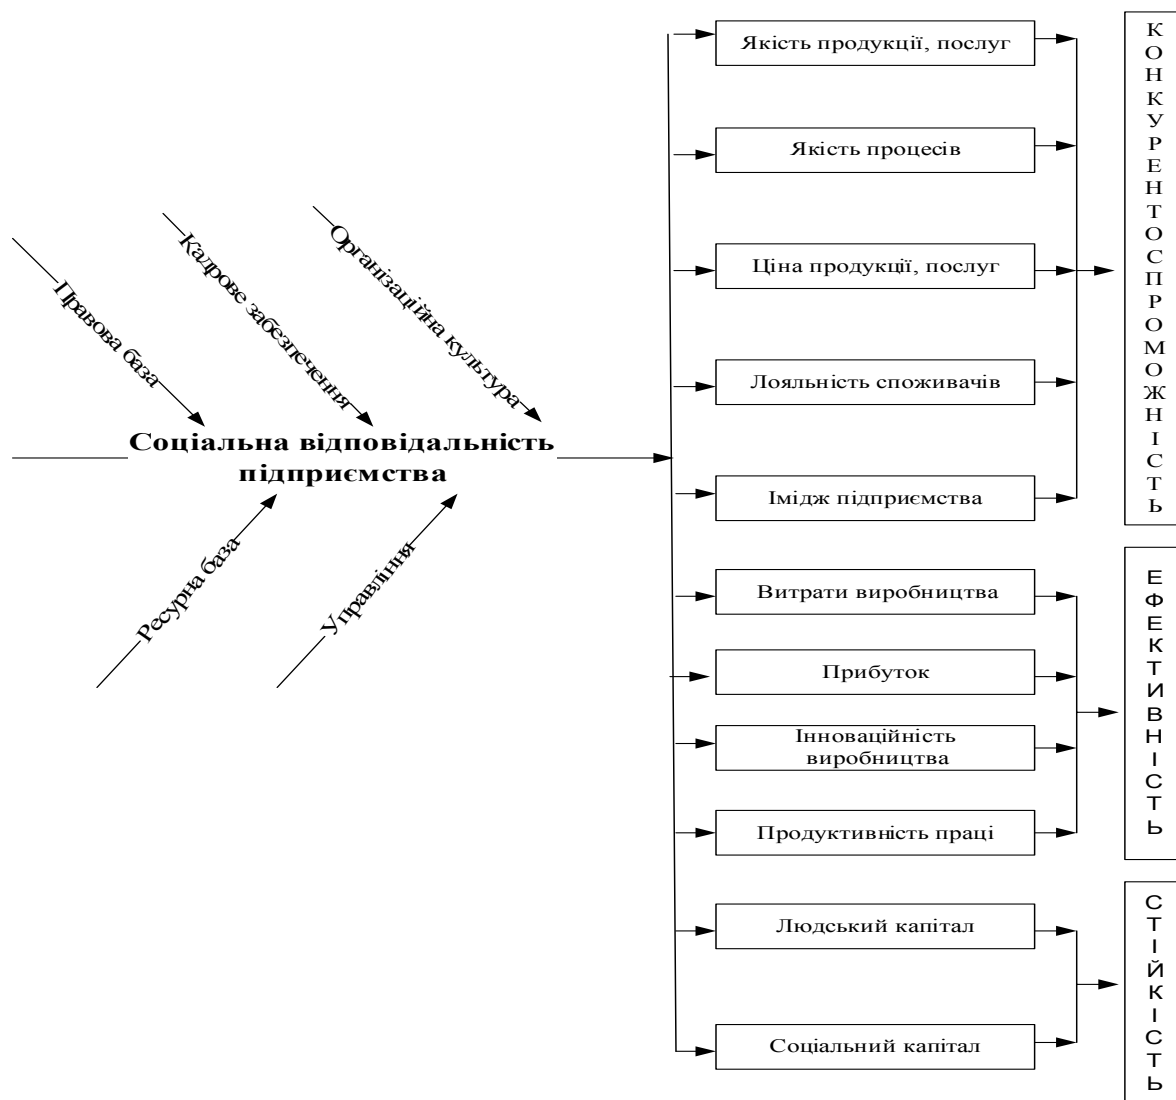 Правова база
Кадрове забезпечення
Організаційна культура
Соціальна відповідальність
підприємства
Ресурна база
Управління
Якість продукції, послуг
Якість процесів
Ціна продукції, послуг
Лояльність споживачів
Імідж підприємства
Витрати виробництва
Прибуток
Інноваційність
виробництва
Продуктивність праці
Людський капітал
Соціальний капітал
КОНКУРЕНТОСПРОМОЖНІСТЬ
ЕФЕКТИВНІСТЬ
СТІЙКІСТЬ